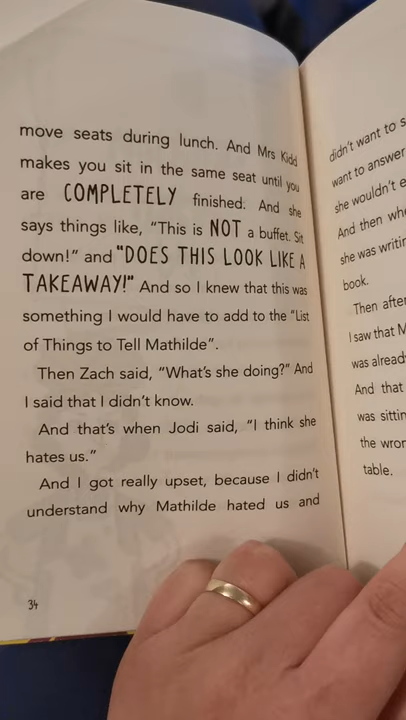 move seats during lunch. And Mrs Kidd
makes you sit in the same seat until you
are COMPLETELY finished. And she
says things like, “This is NOT a buffet. Sit
down!” and “DOES THIS LOOK LIKE A
TAKEAWAY!” And so I knew that this was
something I would have to add to the “List
of Things to Tell Mathilde”.
Then Zach said, “What’s she doing?” And
I said that I didn’t know.
And that’s when Jodi said, “I think she
hates us.”
And I got really upset, because I didn’t
understand why Mathilde hated us and
34
didn’t want to
want to answer
she wouldn’t
And then
she was
book.
Then after
I saw that
was
And that
was
the
table.